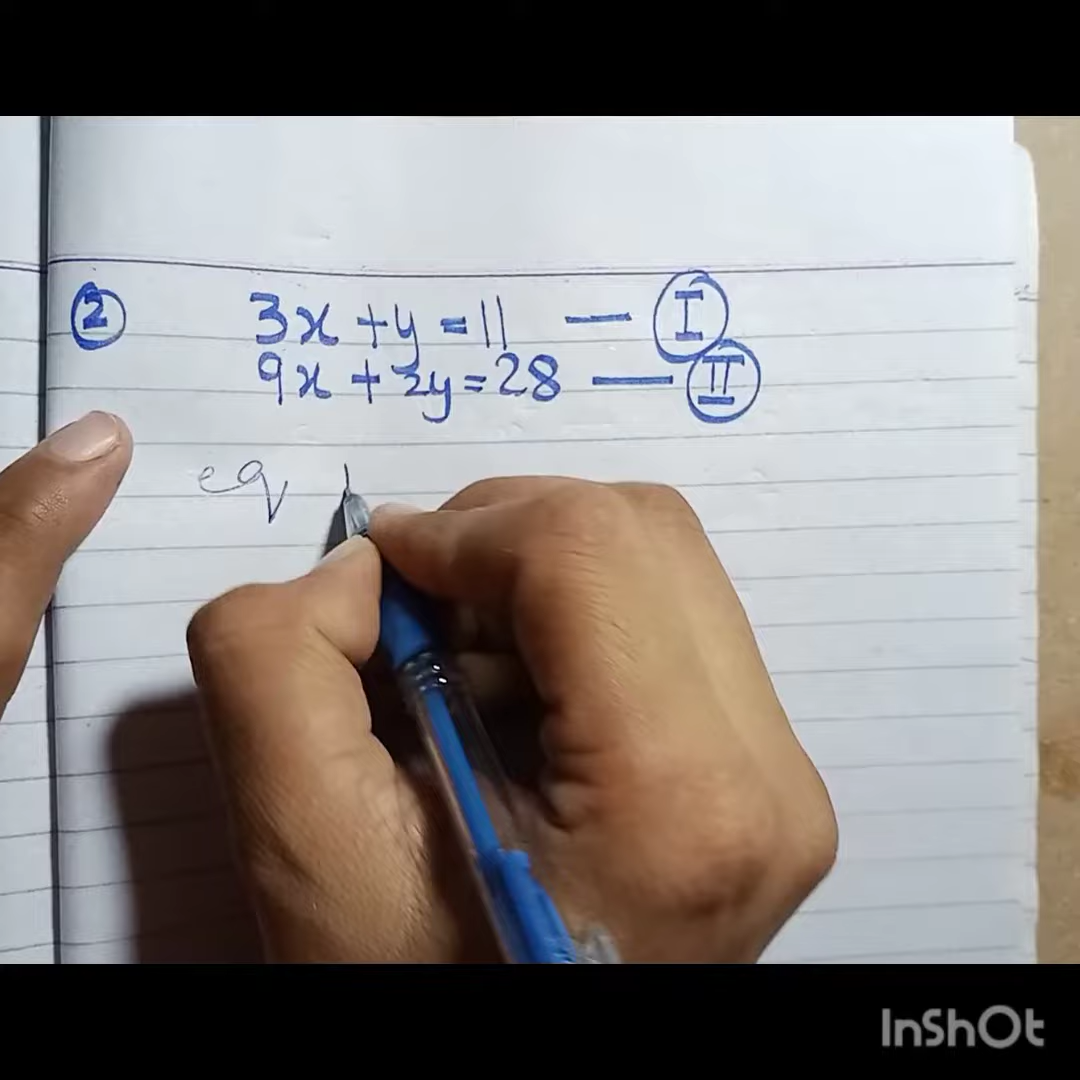 ② 3x + y = 11 — Ⅰ
9x + 2y = 28 — Ⅱ
eq
InShOt